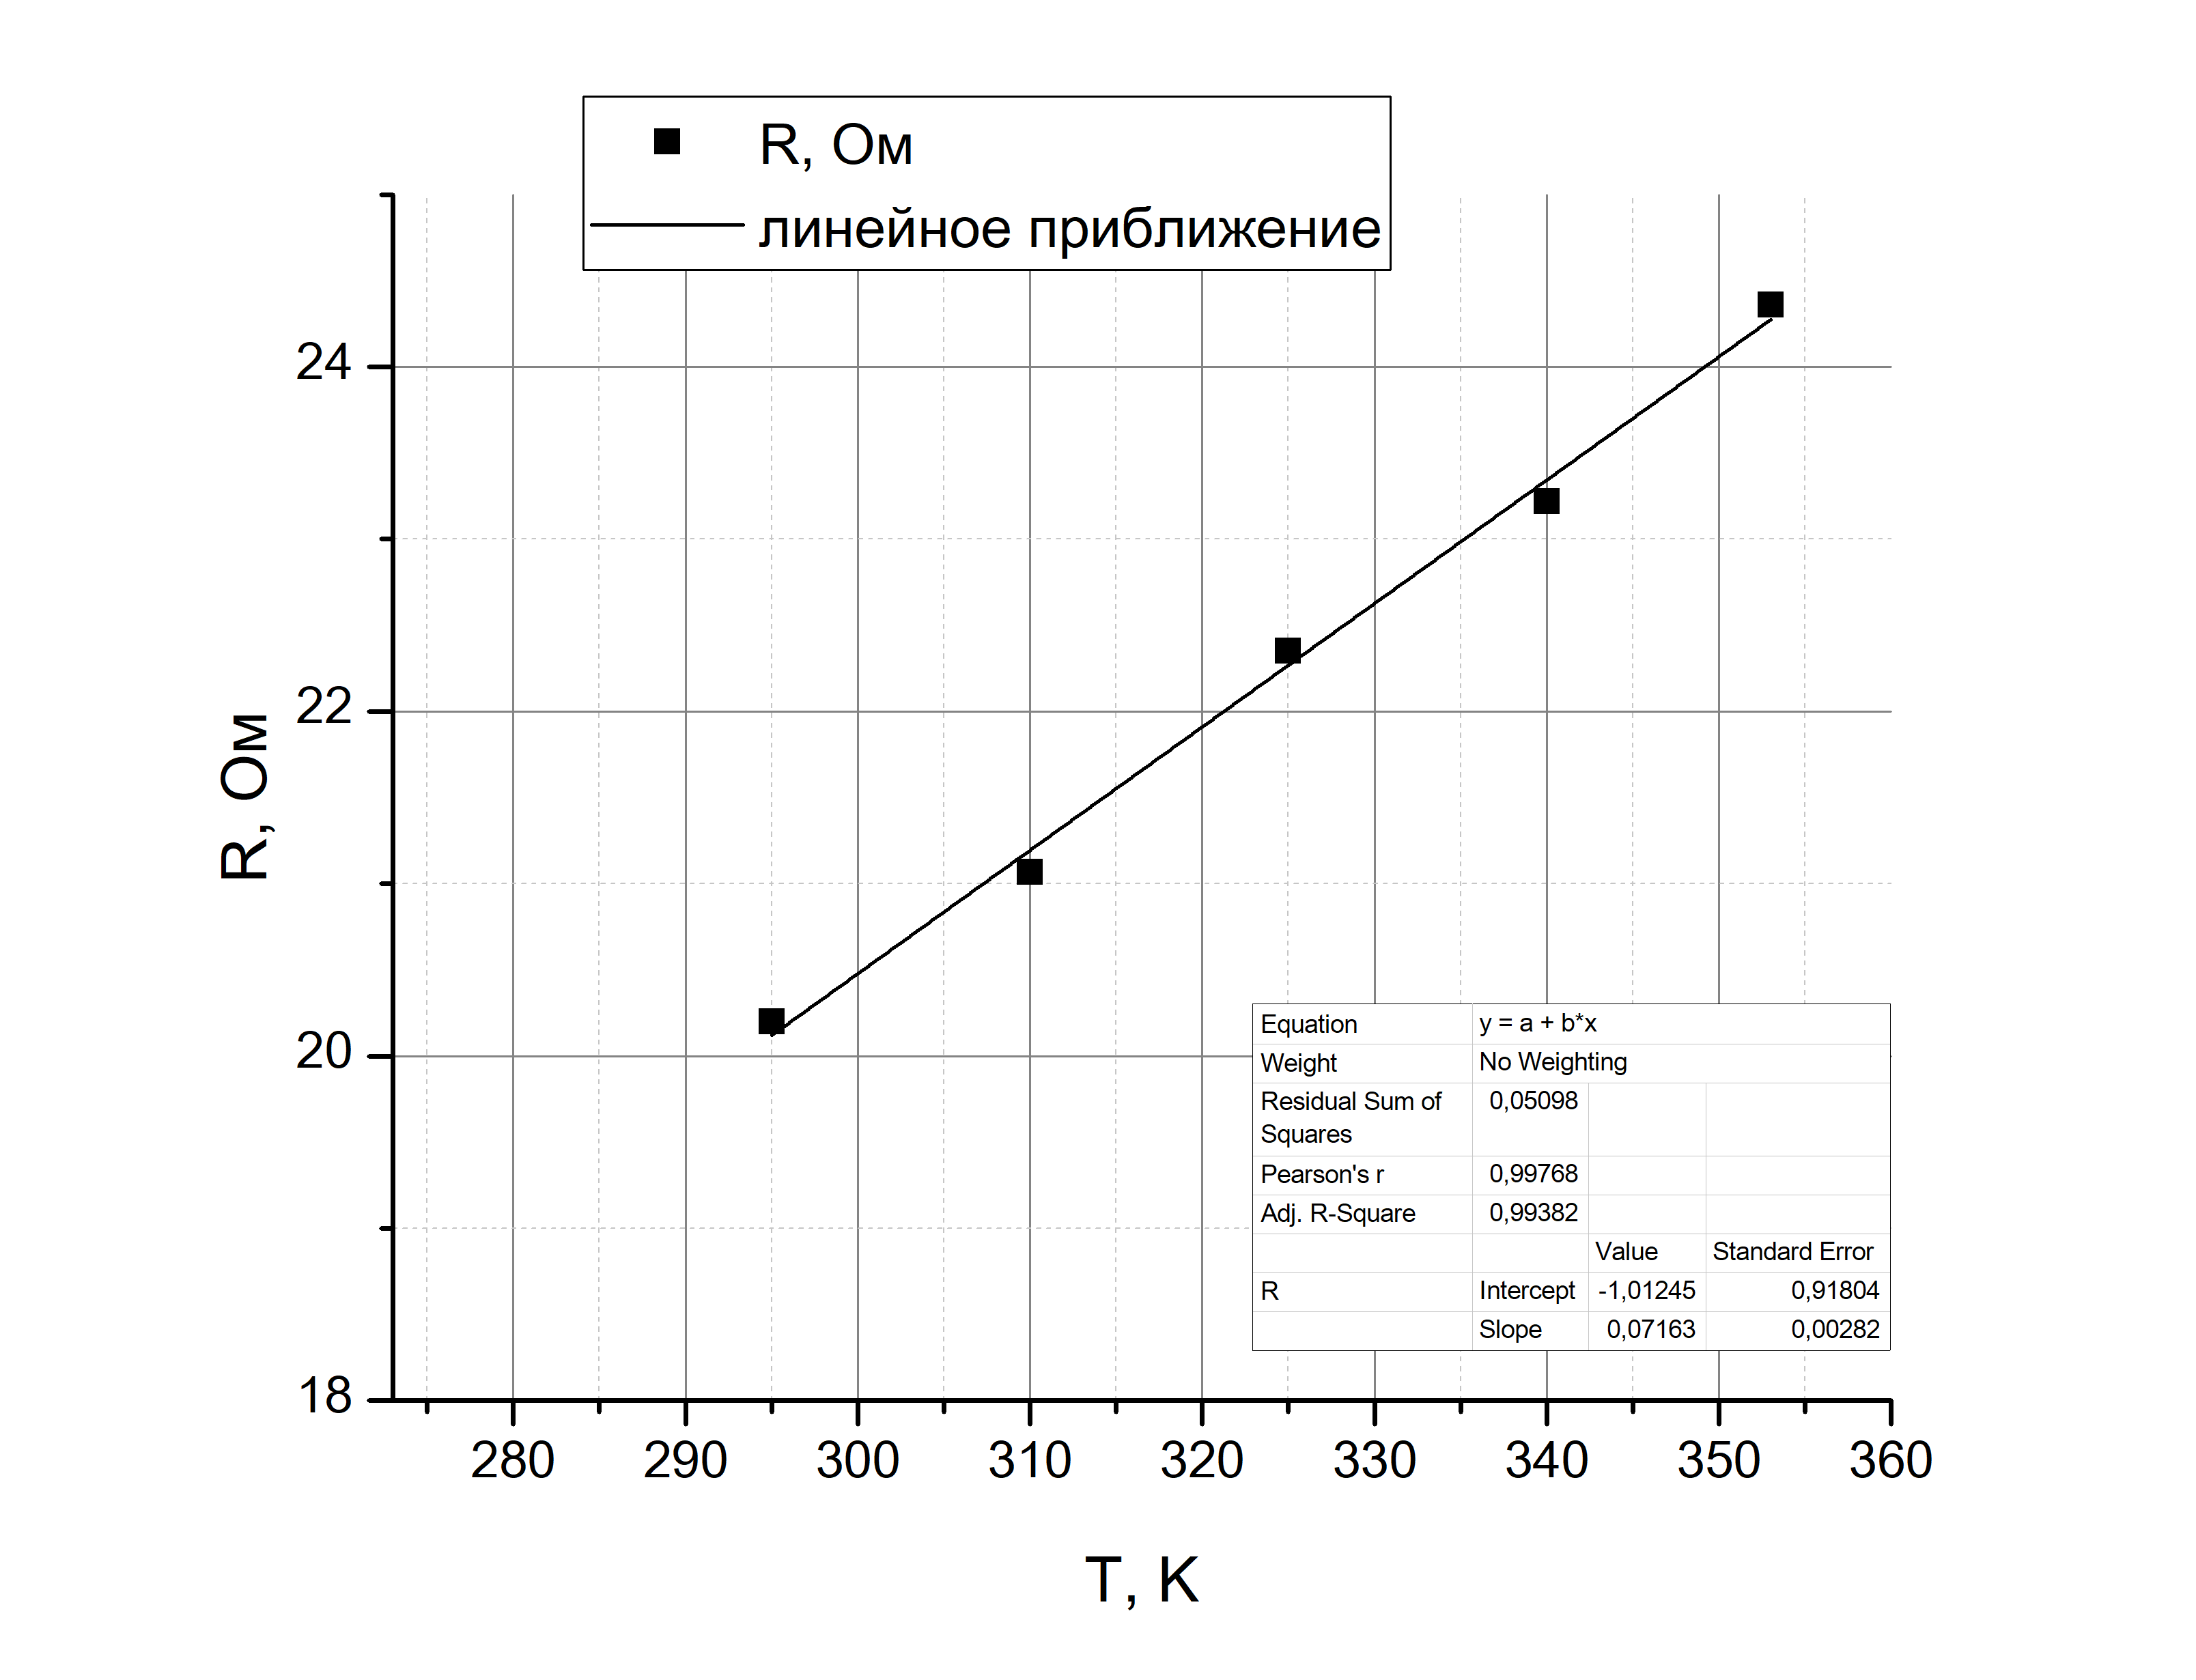 R, Ом
линейное приближение
24
22
20
18
R, Ом
280 290 300 310 320 330 340 350 360
T, K
Equation y = a + b*x
Weight No Weighting
Residual Sum of Squares 0,05098
Pearson's r 0,99768
Adj. R-Square 0,99382
Value Standard Error
R Intercept -1,01245 0,91804
Slope 0,07163 0,00282